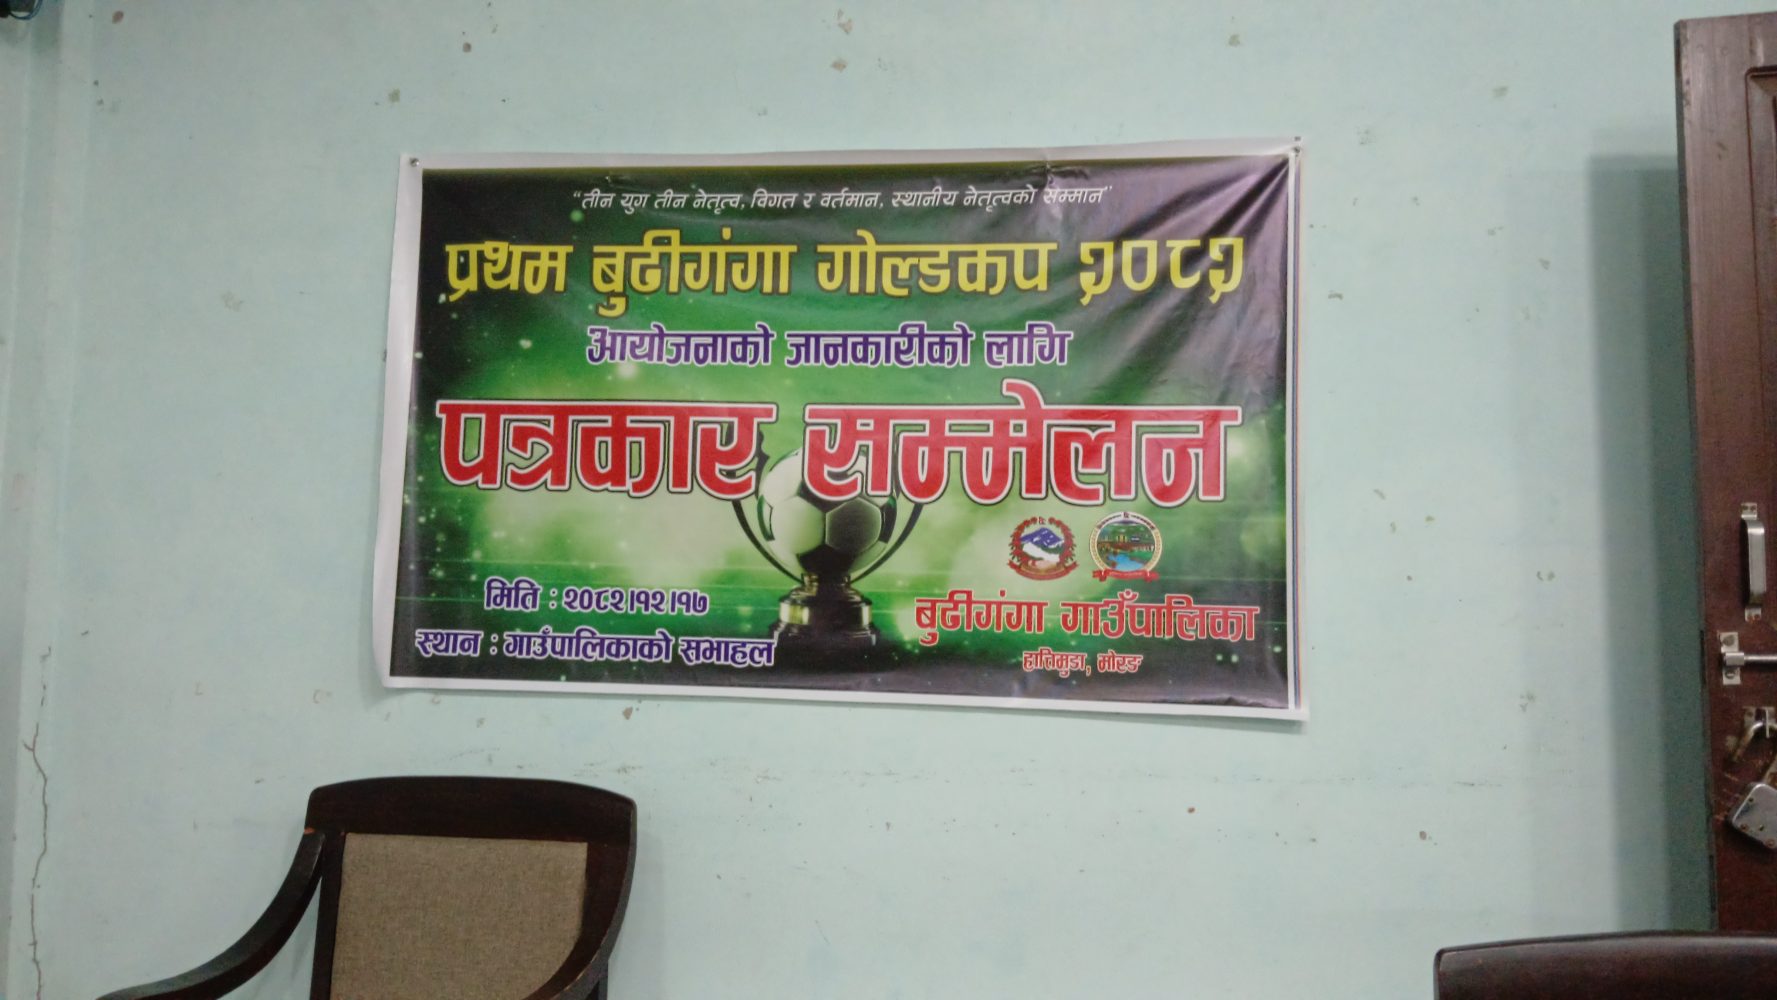 “तीन युग तीन नेतृत्व, विगत र वर्तमान, स्थानीय नेतृत्वको सम्मान”
प्रथम बुढीगंगा गोल्डकप २०८२
आयोजनाको जानकारीको लागि
पत्रकार सम्मेलन
मिति : २०८२।१२।१७
स्थान : गाउँपालिकाको सभाहल
बुढीगंगा गाउँपालिका
हात्तिमुडा, मोरङ